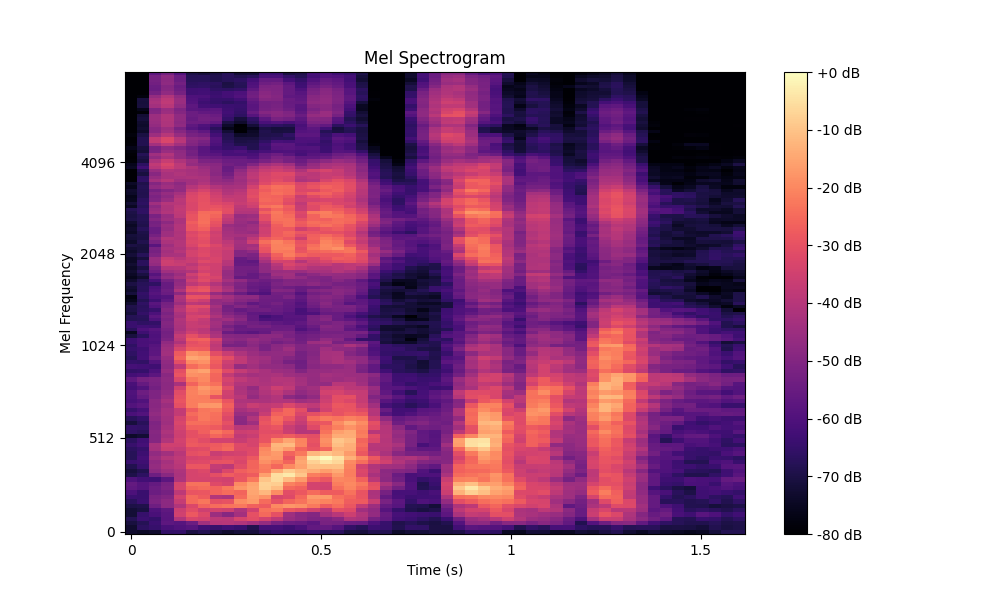 Mel Spectrogram
Mel Frequency
4096
2048
1024
512
0
0
0.5
1
1.5
Time (s)
+0 dB
-10 dB
-20 dB
-30 dB
-40 dB
-50 dB
-60 dB
-70 dB
-80 dB